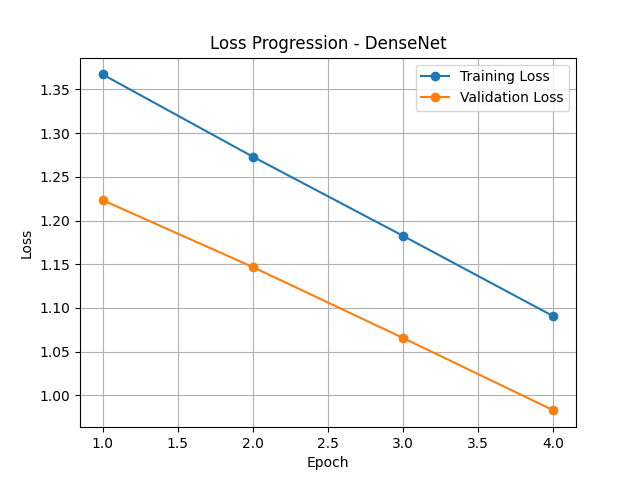 Loss Progression - DenseNet
Training Loss
Validation Loss
1.35
1.30
1.25
1.20
1.15
1.10
1.05
1.00
Loss
1.0 1.5 2.0 2.5 3.0 3.5 4.0
Epoch